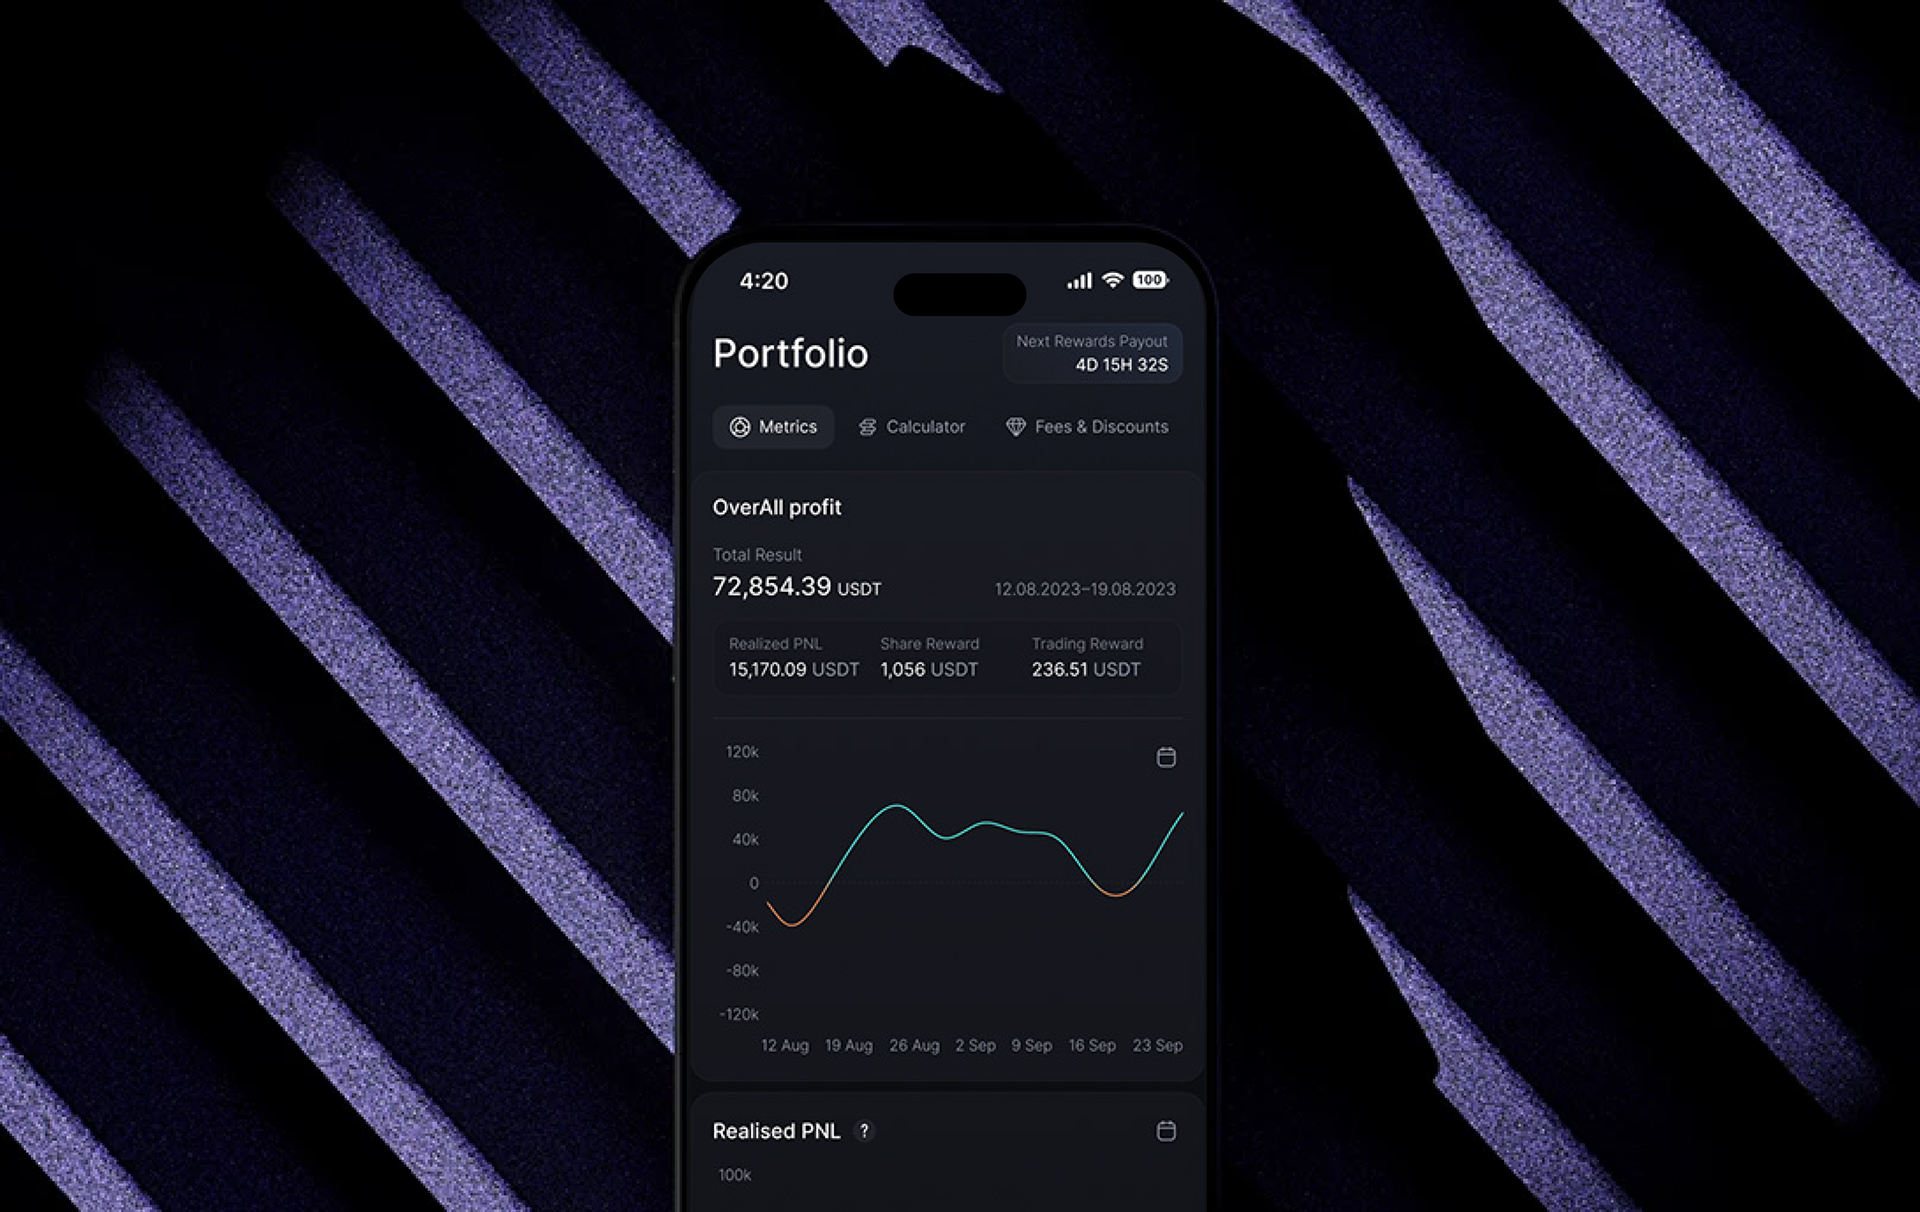 4:20
100
Portfolio
Next Rewards Payout
4D 15H 32S
Metrics Calculator Fees & Discounts
OverAll profit
Total Result
72,854.39 USDT 12.08.2023–19.08.2023
Realized PNL Share Reward Trading Reward
15,170.09 USDT 1,056 USDT 236.51 USDT
120k
80k
40k
0
-40k
-80k
-120k
12 Aug 19 Aug 26 Aug 2 Sep 9 Sep 16 Sep 23 Sep
Realised PNL ?
100k